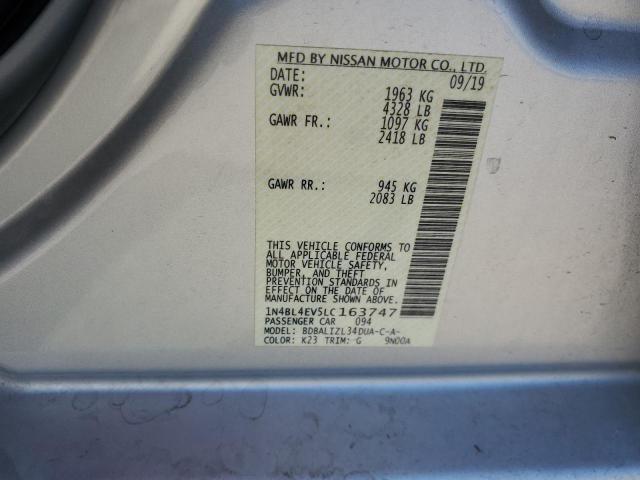 MFD BY NISSAN MOTOR CO., LTD.
DATE: 09/19
GVWR: 1963 KG
4328 LB
GAWR FR.: 1097 KG
2418 LB
GAWR RR.: 945 KG
2083 LB
THIS VEHICLE CONFORMS TO
ALL APPLICABLE FEDERAL
MOTOR VEHICLE SAFETY,
BUMPER, AND THEFT
PREVENTION STANDARDS IN
EFFECT ON THE DATE OF
MANUFACTURE SHOWN ABOVE.
1N4BL4EV5LC163747
PASSENGER CAR 094
MODEL: BDBALIZL34DUA-C-A-
COLOR: K23 TRIM: G 9N00A